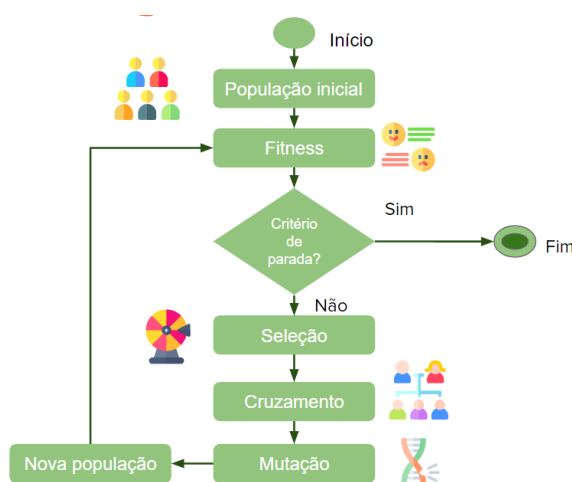 Início
População inicial
Fitness
Critério
de
parada?
Sim
Fim
Não
Seleção
Cruzamento
Mutação
Nova população